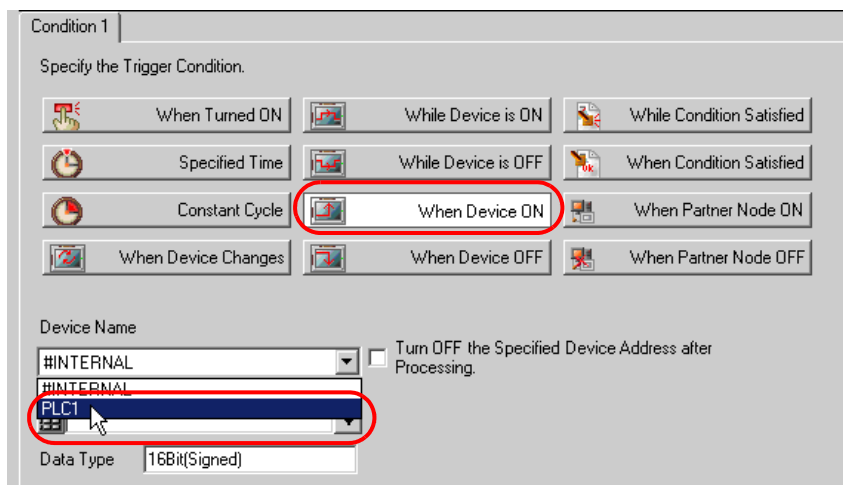 Condition 1
Specify the Trigger Condition.
When Turned ON
While Device is ON
While Condition Satisfied
Specified Time
While Device is OFF
When Condition Satisfied
Constant Cycle
When Device ON
When Partner Node ON
When Device Changes
When Device OFF
When Partner Node OFF
Device Name
#INTERNAL
Turn OFF the Specified Device Address after
Processing.
#INTERNAL
PLC1
Data Type 16Bit(Signed)